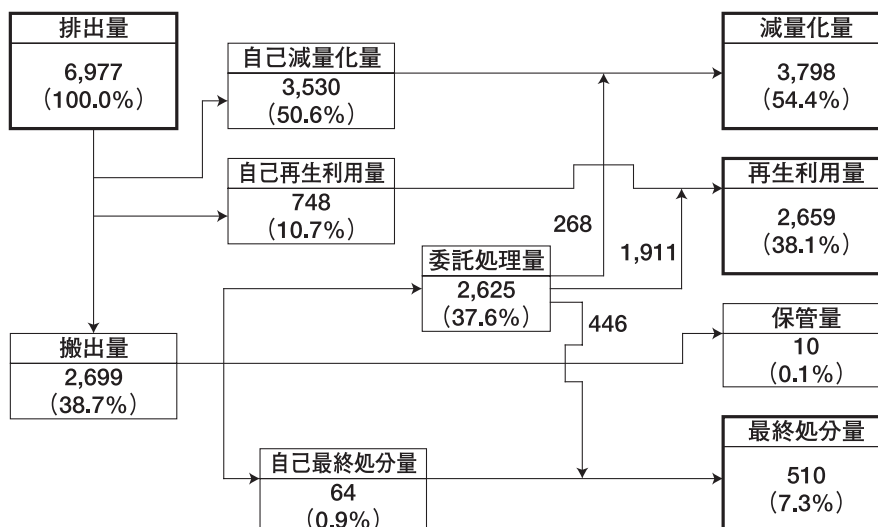 排出量
6,977
(100.0%)
自己減量化量
3,530
(50.6%)
減量化量
3,798
(54.4%)
自己再生利用量
748
(10.7%)
再生利用量
2,659
(38.1%)
268
1,911
委託処理量
2,625
(37.6%)
446
搬出量
2,699
(38.7%)
保管量
10
(0.1%)
自己最終処分量
64
(0.9%)
最終処分量
510
(7.3%)